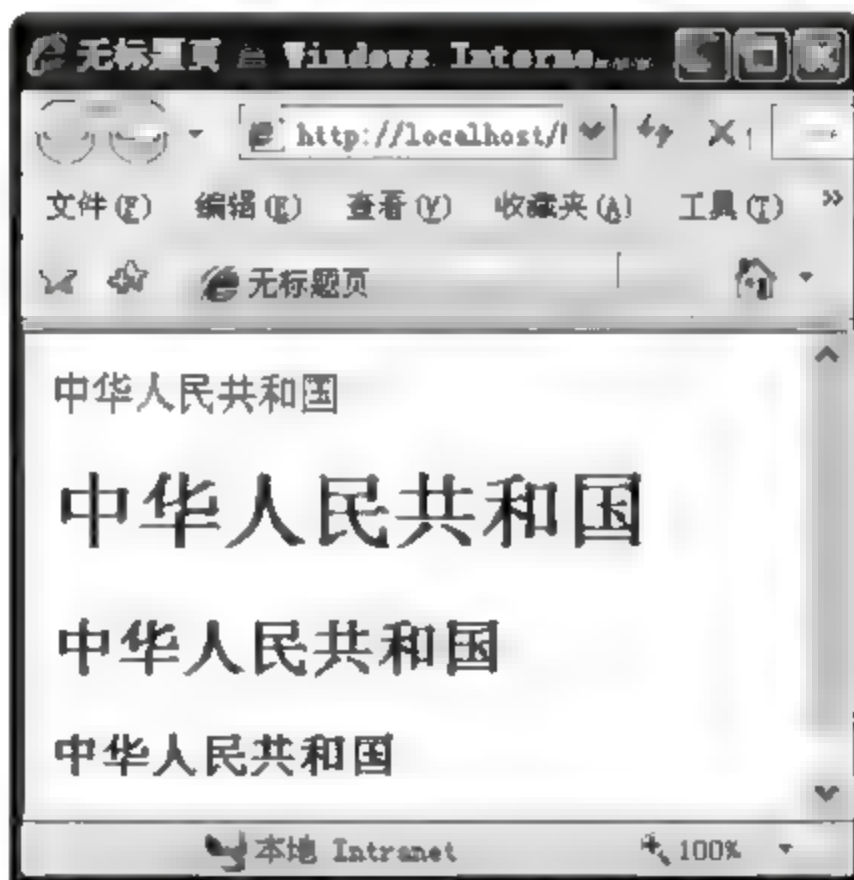 无标题页 - Windows Interne...
http://localhost/
文件(F) 编辑(E) 查看(V) 收藏夹(A) 工具(T) »
无标题页
中华人民共和国
中华人民共和国
中华人民共和国
中华人民共和国
本地 Intranet 100%